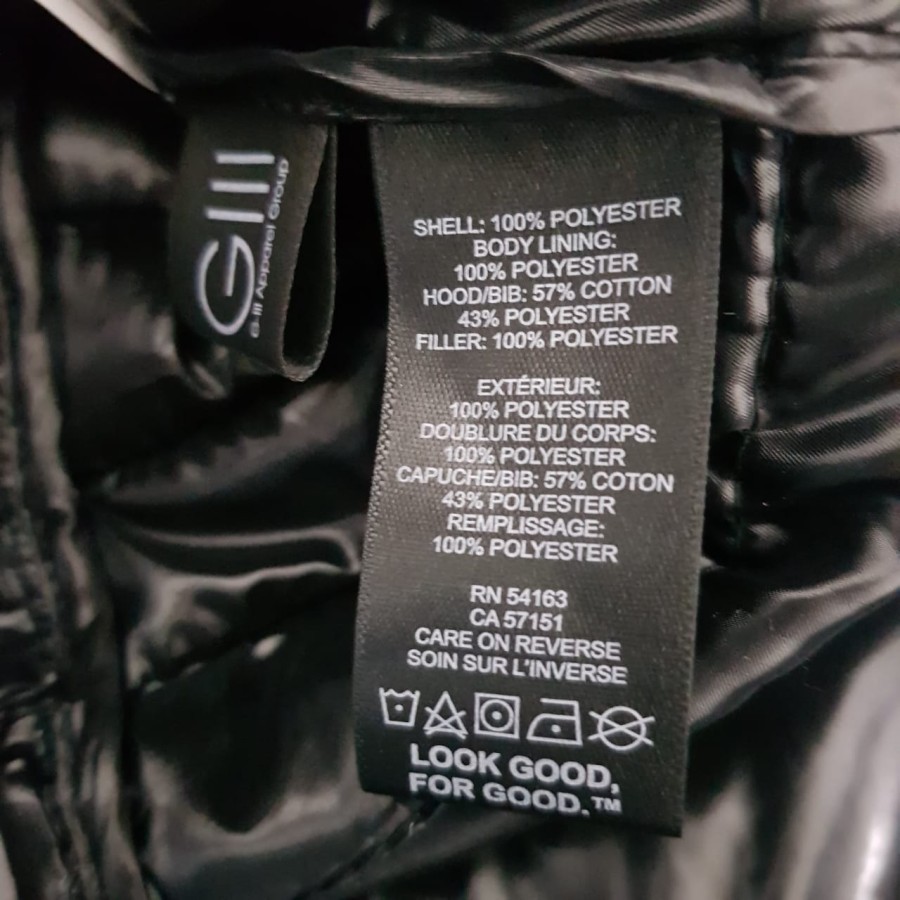 GIII
G-III Apparel Group
SHELL: 100% POLYESTER
BODY LINING:
100% POLYESTER
HOOD/BIB: 57% COTTON
43% POLYESTER
FILLER: 100% POLYESTER
EXTÉRIEUR:
100% POLYESTER
DOUBLURE DU CORPS:
100% POLYESTER
CAPUCHE/BIB: 57% COTON
43% POLYESTER
REMPLISSAGE:
100% POLYESTER
RN 54163
CA 57151
CARE ON REVERSE
SOIN SUR L'INVERSE
LOOK GOOD,
FOR GOOD.™